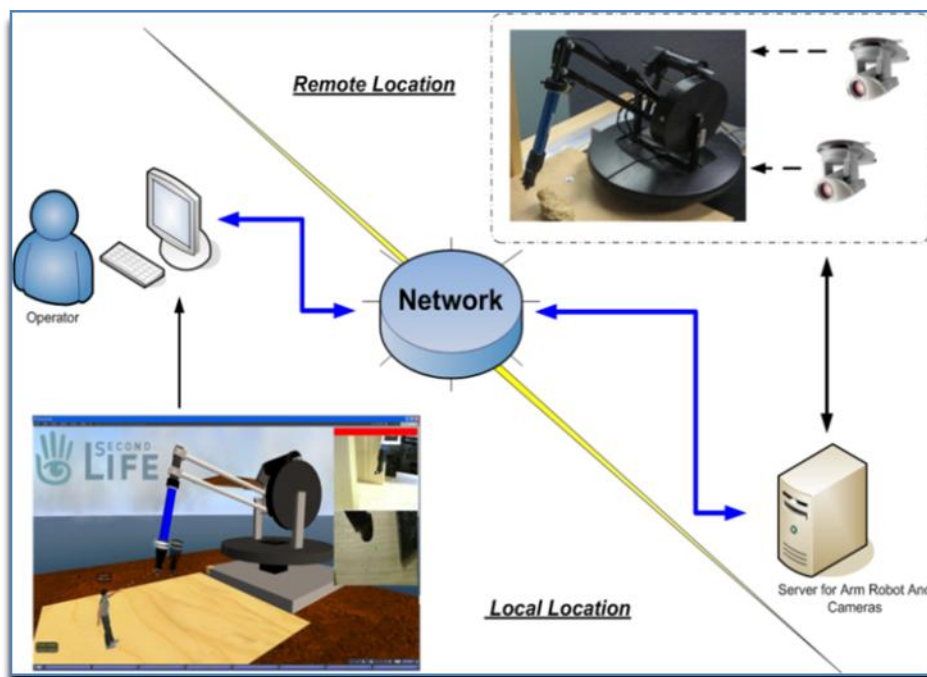 Remote Location
Network
Operator
SECOND
LIFE
Local Location
Server for Arm Robot And
Cameras